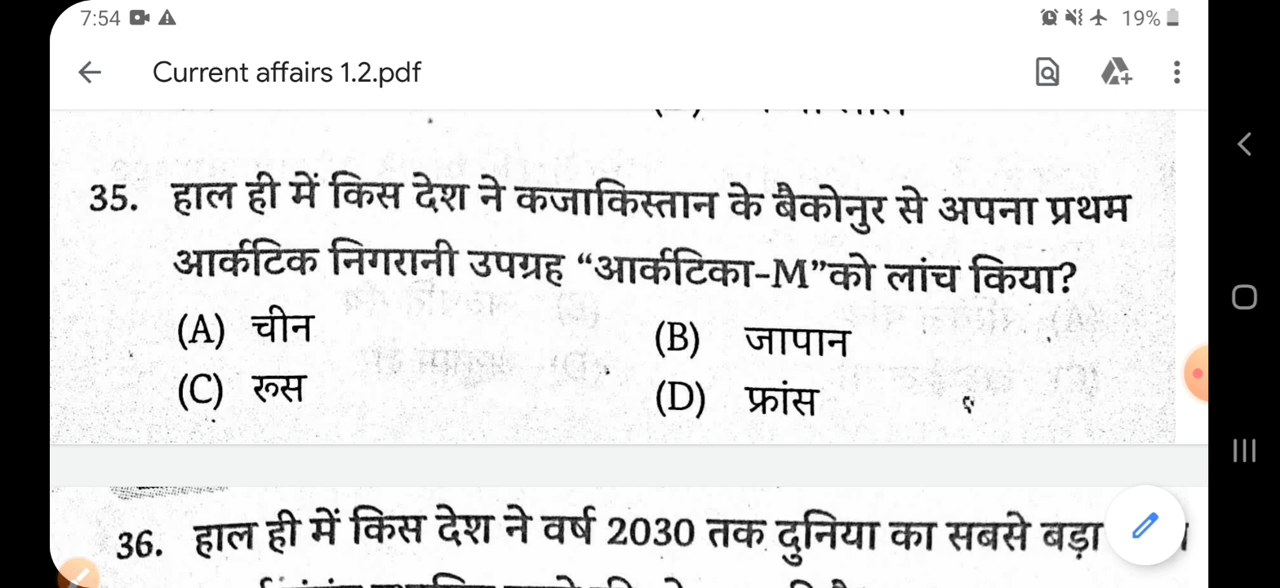 7:54
19%
Current affairs 1.2.pdf
35. हाल ही में किस देश ने कजाकिस्तान के बैकोनुर से अपना प्रथम
आर्कटिक निगरानी उपग्रह “आर्कटिका-M”को लांच किया?
(A) चीन
(B) जापान
(C) रूस
(D) फ्रांस
36. हाल ही में किस देश ने वर्ष 2030 तक दुनिया का सबसे बड़ा